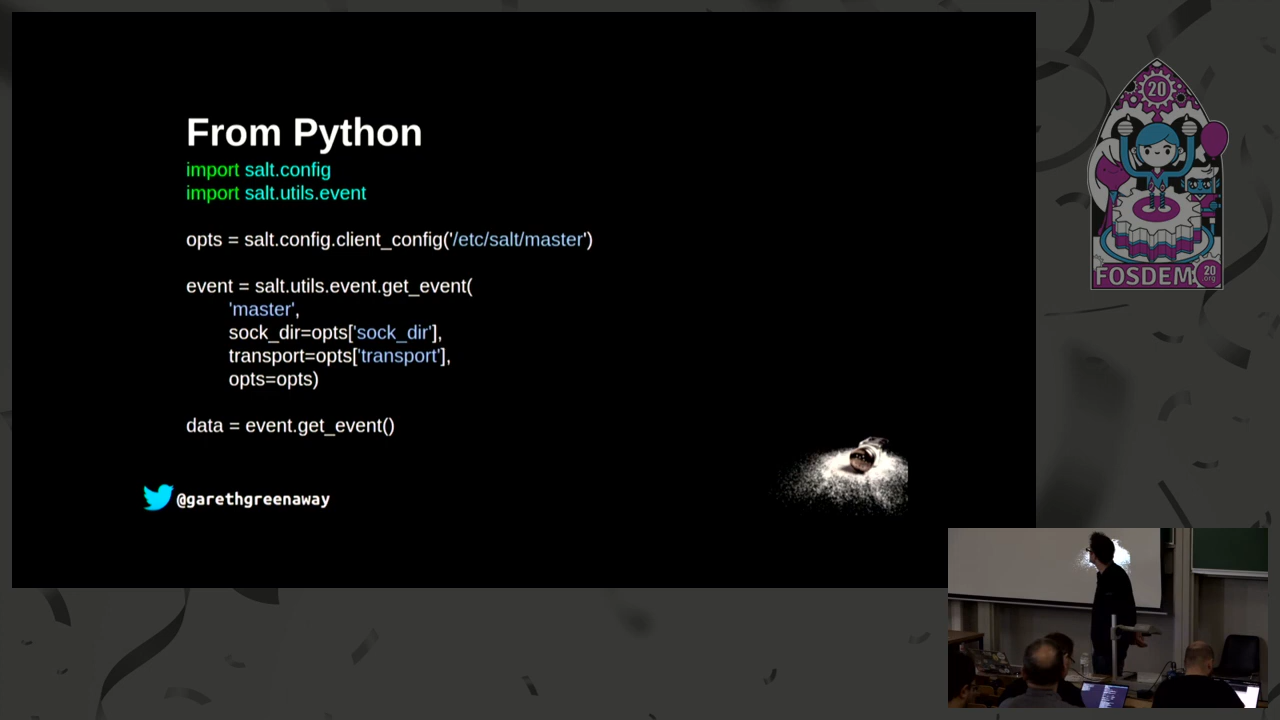 From Python
import salt.config
import salt.utils.event
opts = salt.config.client_config('/etc/salt/master')
event = salt.utils.event.get_event(
'master',
sock_dir=opts['sock_dir'],
transport=opts['transport'],
opts=opts)
data = event.get_event()
@garethgreenaway
20
FOSDEM
20
.org